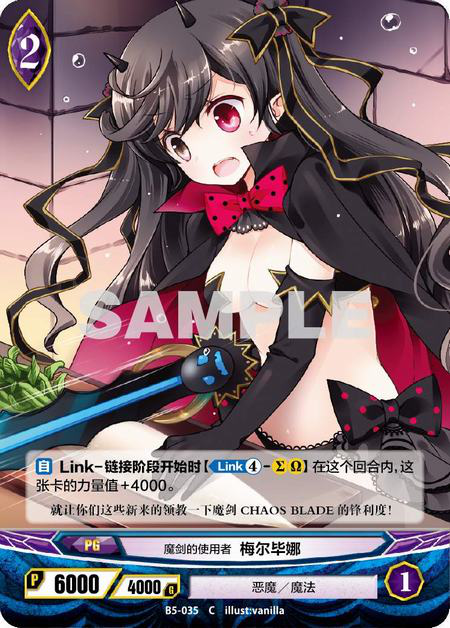 2
SAMPLE
自 Link-链接阶段开始时【Link 4-Σ Ω】在这个回合内,这
张卡的力量值+4000。
就让你们这些新来的领教一下魔剑 CHAOS BLADE 的锋利度!
PG 魔剑的使用者 梅尔毕娜
P 6000 / 4000 G 恶魔/魔法 1
B5-035 C illust:vanilla